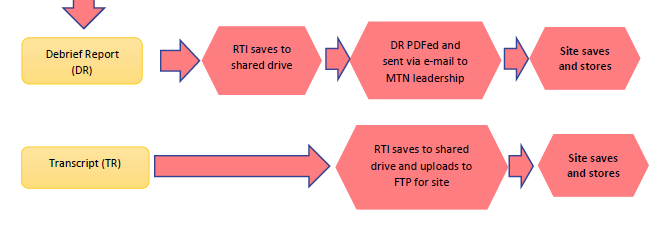 Debrief Report
(DR)
RTI saves to
shared drive
DR PDFed and
sent via e-mail to
MTN leadership
Site saves
and stores
Transcript (TR)
RTI saves to shared
drive and uploads to
FTP for site
Site saves
and stores